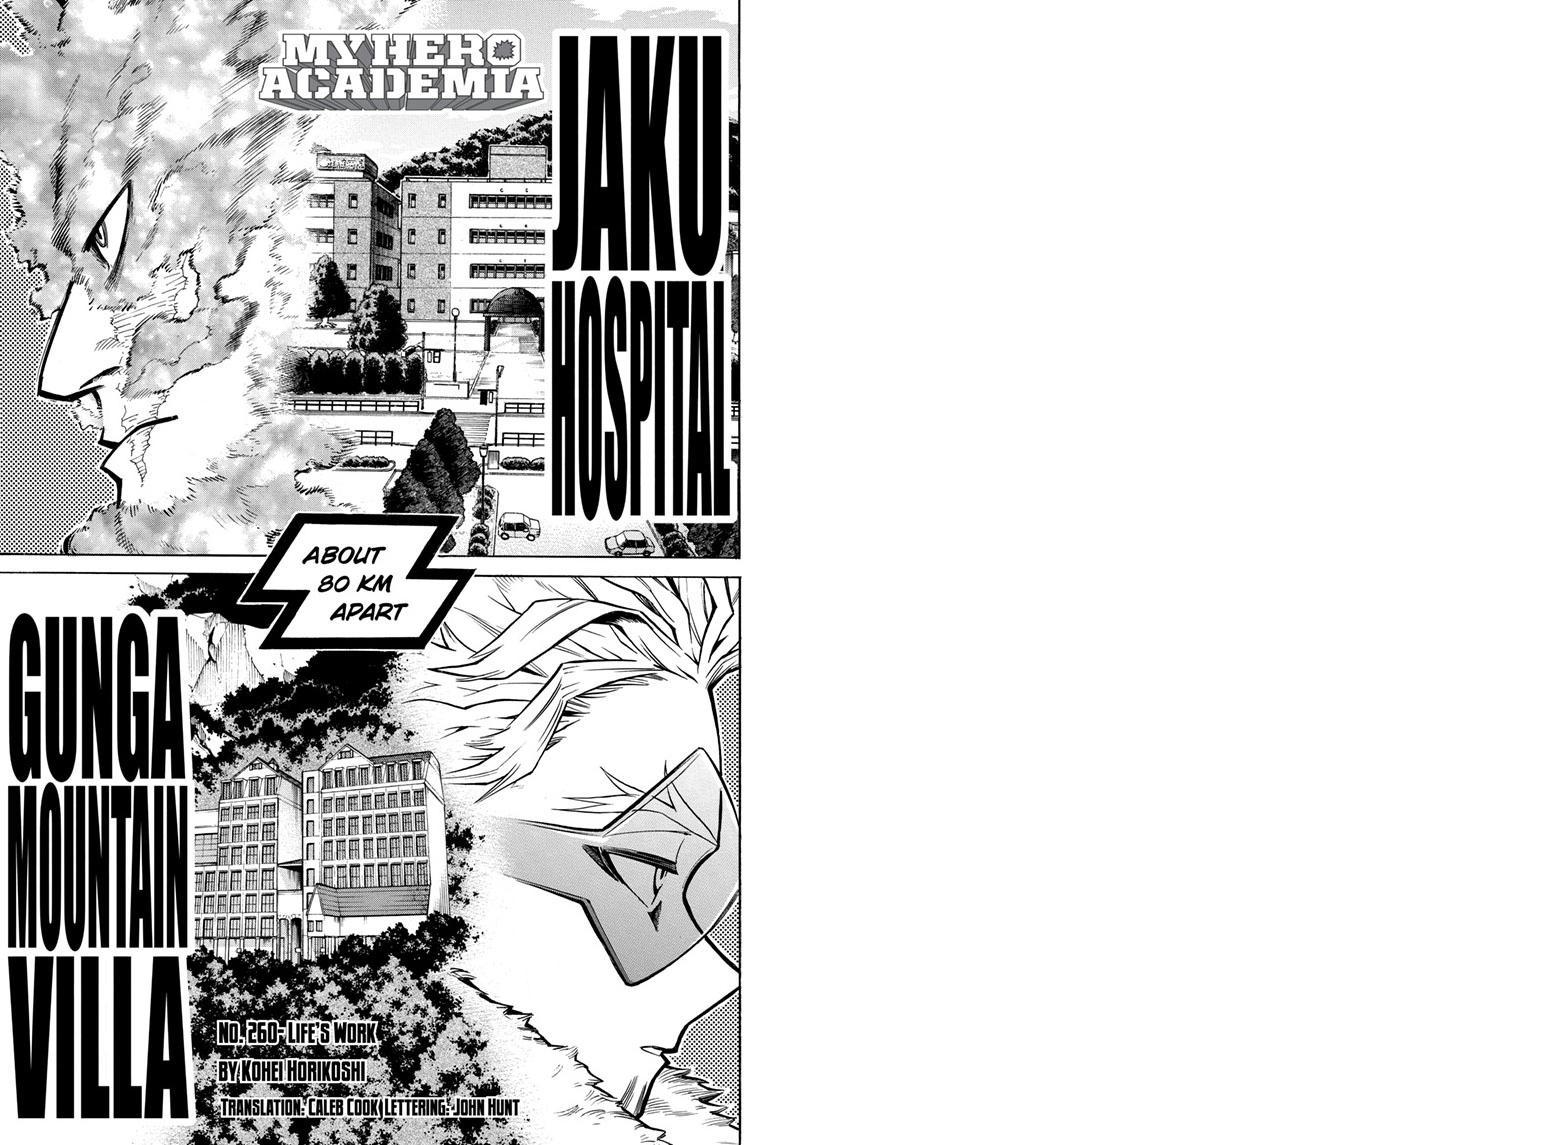 MY HERO
ACADEMIA
JAKU
HOSPITAL
ABOUT
80 KM
APART
GUNGA
MOUNTAIN
VILLA
No. 260- Life's Work
by Kohei Horikoshi
Translation: Caleb Cook Lettering: John Hunt